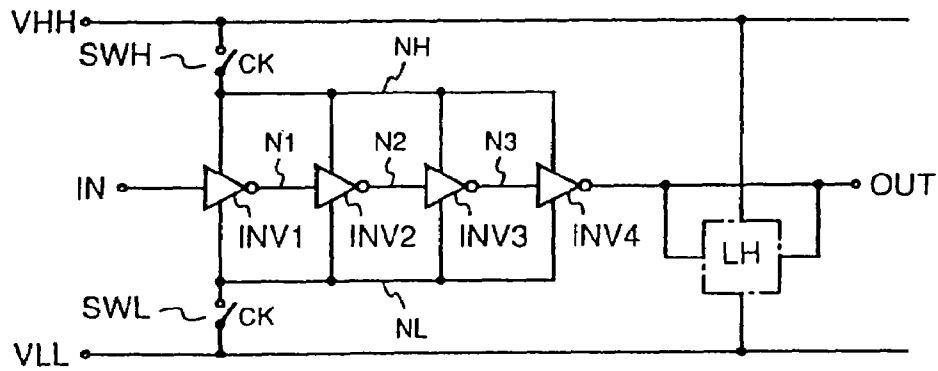 VHH
SWH
CK
NH
N1
N2
N3
IN
OUT
INV1
INV2
INV3
INV4
LH
SWL
CK
NL
VLL